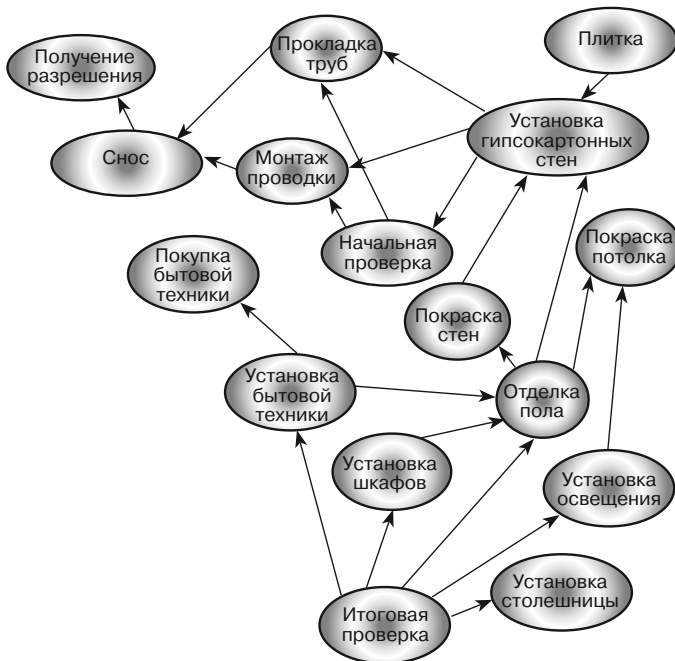 Получение
разрешения
Прокладка
труб
Плитка
Снос
Монтаж
проводки
Установка
гипсокартонных
стен
Начальная
проверка
Покраска
потолка
Покупка
бытовой
техники
Покраска
стен
Установка
бытовой
техники
Отделка
пола
Установка
шкафов
Установка
освещения
Итоговая
проверка
Установка
столешницы